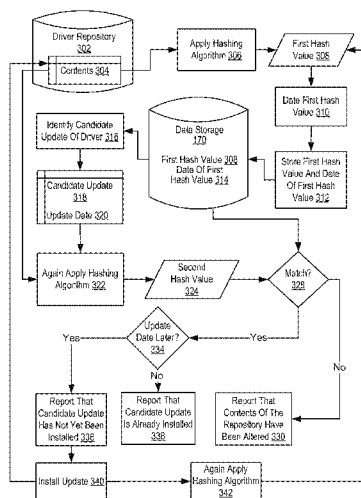 Driver Repository
302
Contents 304
Apply Hashing
Algorithm 306
First Hash
Value 308
Date First Hash
Value 310
Store First Hash
Value And Date
Of First Hash
Value 312
Data Storage
170
First Hash Value 308
Date Of First
Hash Value
314
Identify Candidate
Update Of Driver 316
Candidate Update
318
Update Date 320
Again Apply Hashing
Algorithm 322
Second
Hash Value
324
Match?
328
Yes
No
Update
Date Later?
334
Yes
No
Report That
Candidate Update
Has Not Yet Been
Installed 336
Report That
Candidate Update
Is Already Installed
338
Report That
Contents Of The
Repository Have
Been Altered 330
Install Update 340
Again Apply
Hashing Algorithm
342